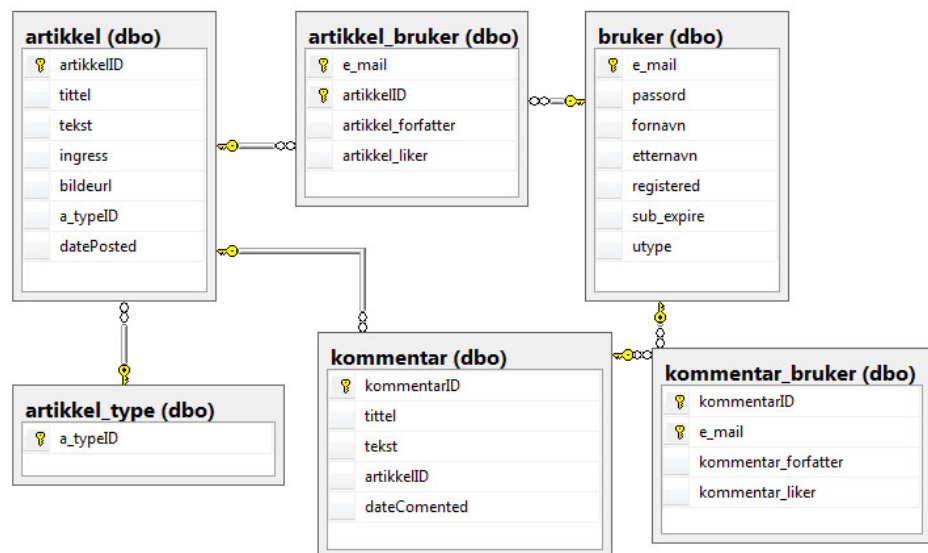 artikkel (dbo)
artikkelID
tittel
tekst
ingress
bildeurl
a_typeID
datePosted
artikkel_bruker (dbo)
e_mail
artikkelID
artikkel_forfatter
artikkel_liker
bruker (dbo)
e_mail
passord
fornavn
etternavn
registered
sub_expire
utype
artikkel_type (dbo)
a_typeID
kommentar (dbo)
kommentarID
tittel
tekst
artikkelID
dateComented
kommentar_bruker (dbo)
kommentarID
e_mail
kommentar_forfatter
kommentar_liker